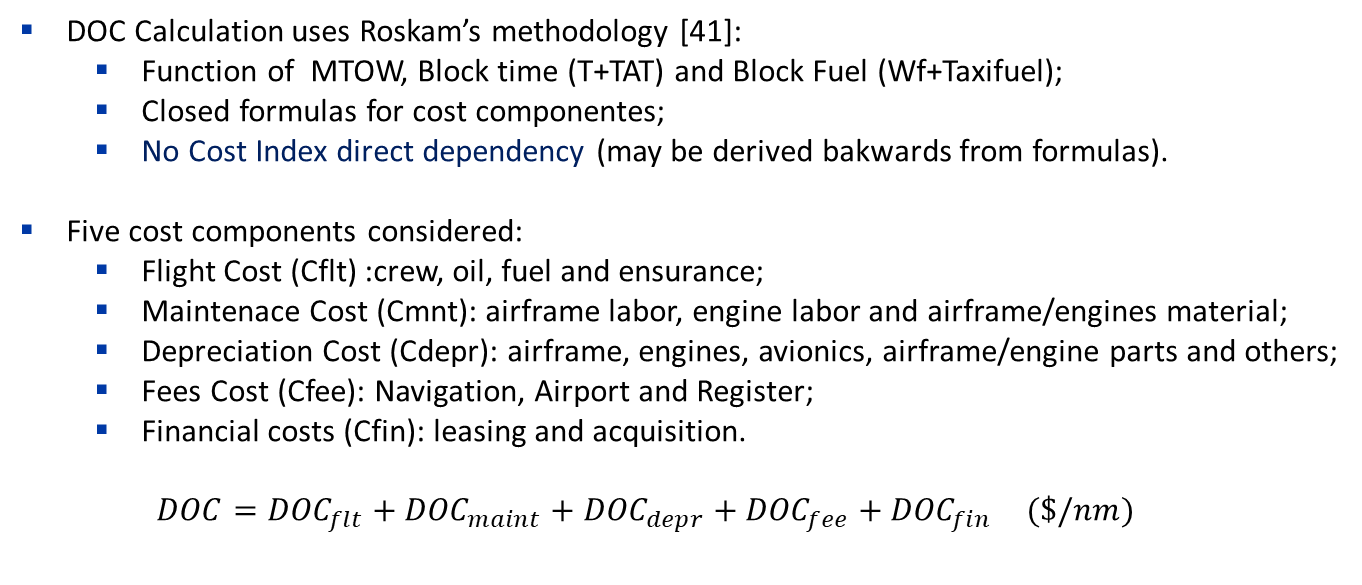 ▪ DOC Calculation uses Roskam’s methodology [41]:
▪ Function of MTOW, Block time (T+TAT) and Block Fuel (Wf+Taxifuel);
▪ Closed formulas for cost componentes;
▪ No Cost Index direct dependency (may be derived bakwards from formulas).
▪ Five cost components considered:
▪ Flight Cost (Cflt) :crew, oil, fuel and ensurance;
▪ Maintenace Cost (Cmnt): airframe labor, engine labor and airframe/engines material;
▪ Depreciation Cost (Cdepr): airframe, engines, avionics, airframe/engine parts and others;
▪ Fees Cost (Cfee): Navigation, Airport and Register;
▪ Financial costs (Cfin): leasing and acquisition.
DOC = DOC_flt + DOC_maint + DOC_depr + DOC_fee + DOC_fin ($/nm)